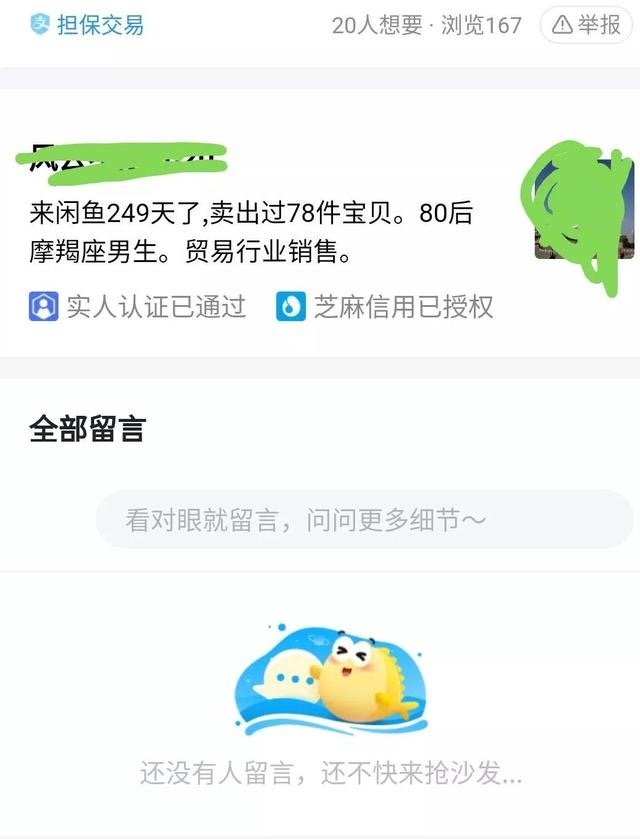 担保交易
20人想要 · 浏览167
举报
来闲鱼249天了,卖出过78件宝贝。80后
摩羯座男生。贸易行业销售。
实人认证已通过
芝麻信用已授权
全部留言
看对眼就留言，问问更多细节～
还没有人留言，还不快来抢沙发...